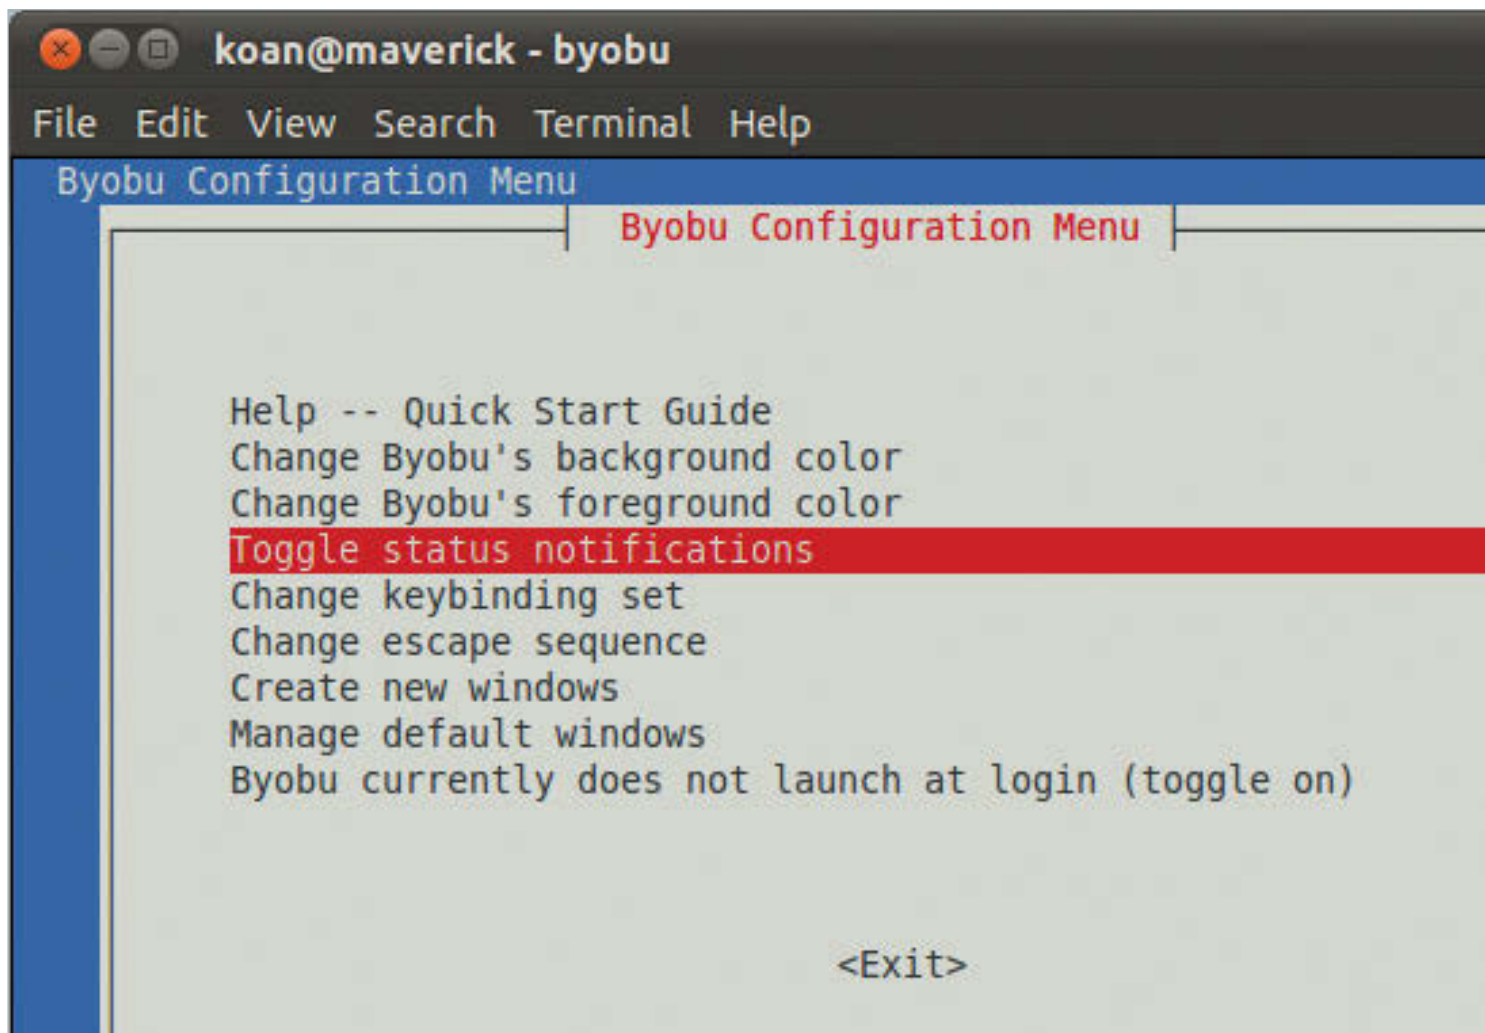 koan@maverick - byobu
File Edit View Search Terminal Help
Byobu Configuration Menu
Byobu Configuration Menu
Help -- Quick Start Guide
Change Byobu's background color
Change Byobu's foreground color
Toggle status notifications
Change keybinding set
Change escape sequence
Create new windows
Manage default windows
Byobu currently does not launch at login (toggle on)
<Exit>